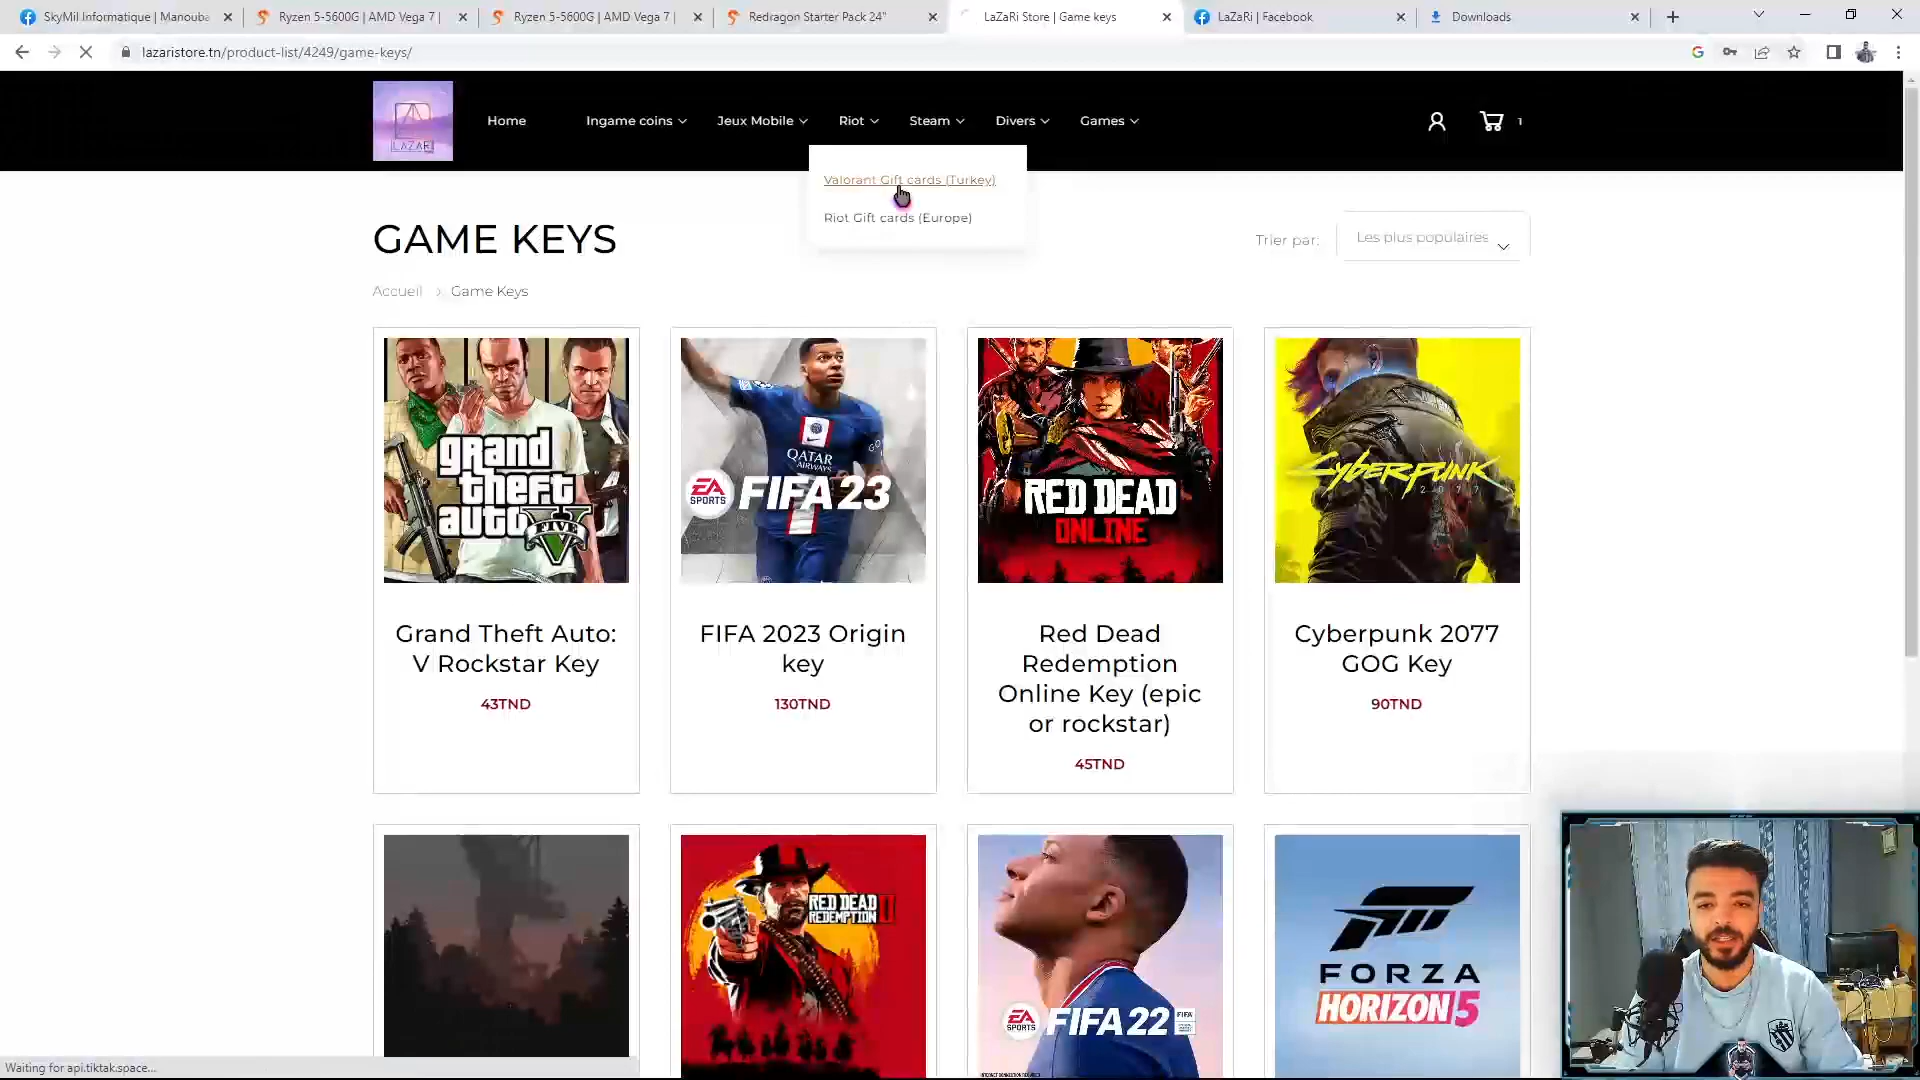 SkyMil Informatique | Manouba
Ryzen 5-5600G | AMD Vega 7 |
Ryzen 5-5600G | AMD Vega 7 |
Redragon Starter Pack 24"
LaZaRi Store | Game keys
LaZaRi | Facebook
Downloads
lazaristore.tn/product-list/4249/game-keys/
LAZARI
Home
Ingame coins
Jeux Mobile
Riot
Steam
Divers
Games
1
Valorant Gift cards (Turkey)
Riot Gift cards (Europe)
GAME KEYS
Trier par:
Les plus populaires
Accueil › Game Keys
grand
theft
auto
FIVE
QATAR
AIRWAYS
EA
SPORTS
FIFA 23
RED DEAD
ONLINE
Cyberpunk
2077
Grand Theft Auto:
V Rockstar Key
43TND
FIFA 2023 Origin
key
130TND
Red Dead
Redemption
Online Key (epic
or rockstar)
45TND
Cyberpunk 2077
GOG Key
90TND
RED DEAD
REDEMPTION II
EA
SPORTS
FIFA 22
FIFA
FORZA
HORIZON 5
Waiting for api.tiktak.space...